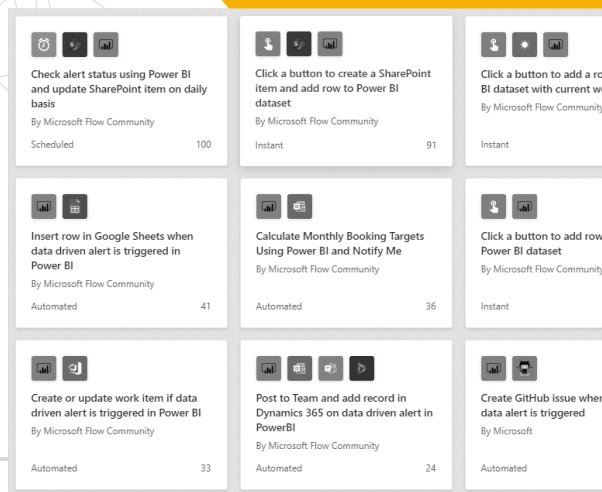 Check alert status using Power BI
and update SharePoint item on daily
basis
By Microsoft Flow Community
Scheduled 100
Click a button to create a SharePoint
item and add row to Power BI
dataset
By Microsoft Flow Community
Instant 91
Click a button to add a ro
BI dataset with current w
By Microsoft Flow Community
Instant
Insert row in Google Sheets when
data driven alert is triggered in
Power BI
By Microsoft Flow Community
Automated 41
Calculate Monthly Booking Targets
Using Power BI and Notify Me
By Microsoft Flow Community
Automated 36
Click a button to add row
Power BI dataset
By Microsoft Flow Community
Instant
Create or update work item if data
driven alert is triggered in Power BI
By Microsoft Flow Community
Automated 33
Post to Team and add record in
Dynamics 365 on data driven alert in
PowerBI
By Microsoft Flow Community
Automated 24
Create GitHub issue when
data alert is triggered
By Microsoft
Automated